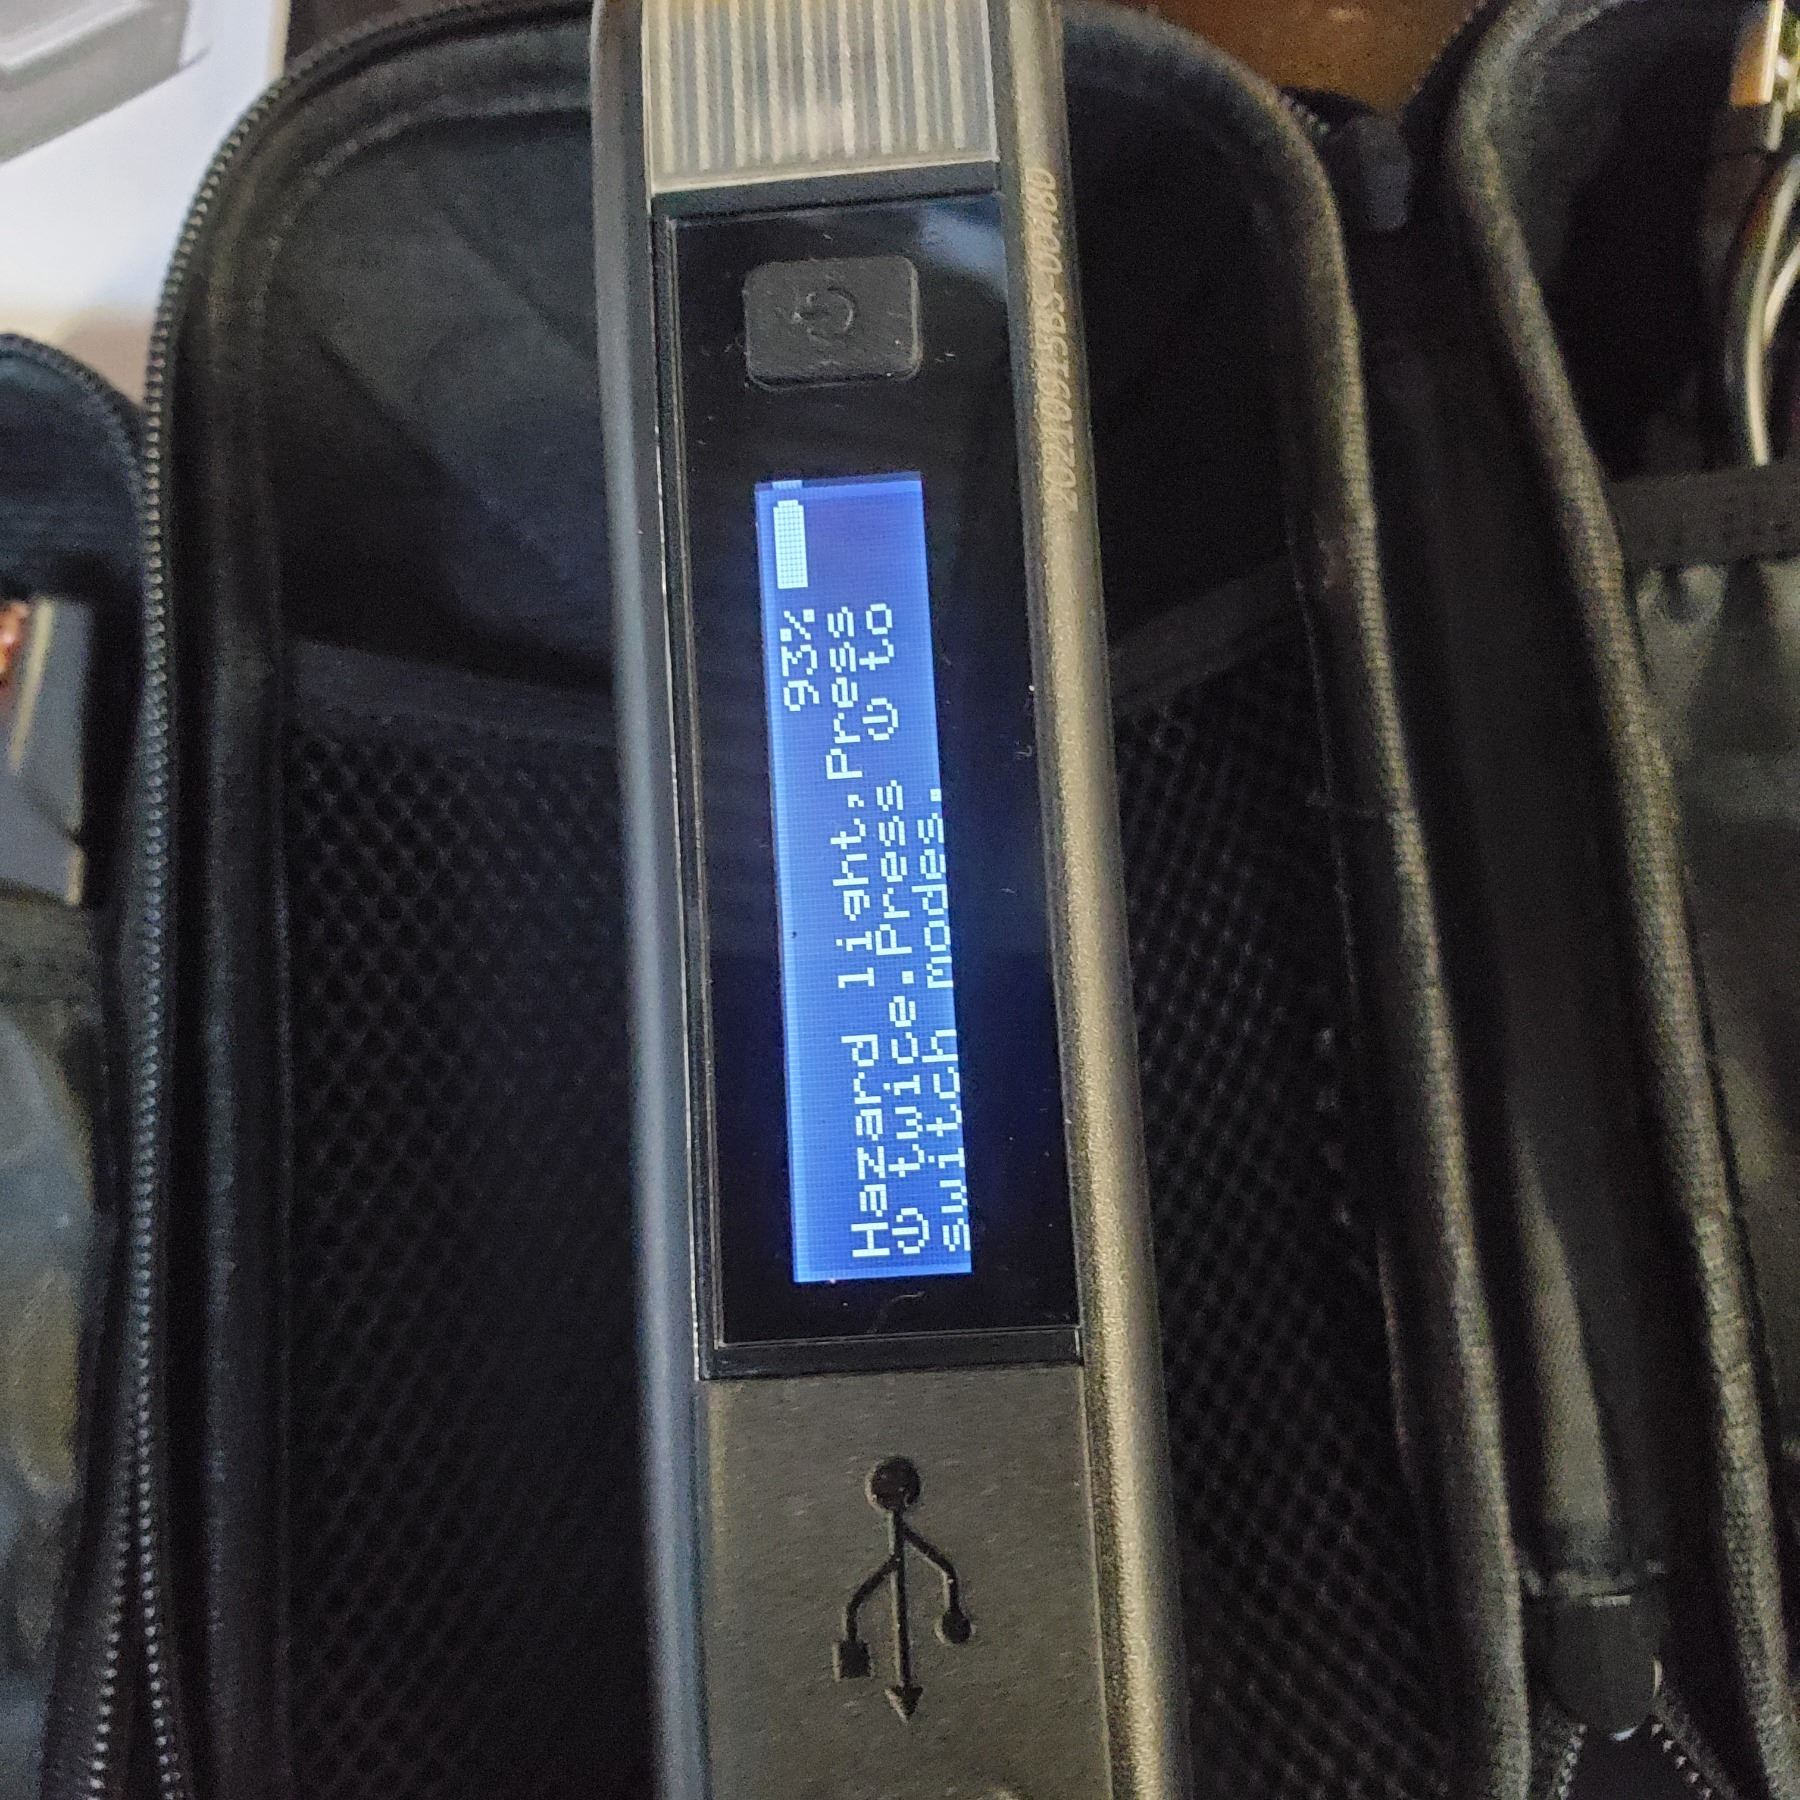 93%
Hazard light,Press
⏻ twice.Press ⏻ to
switch modes.